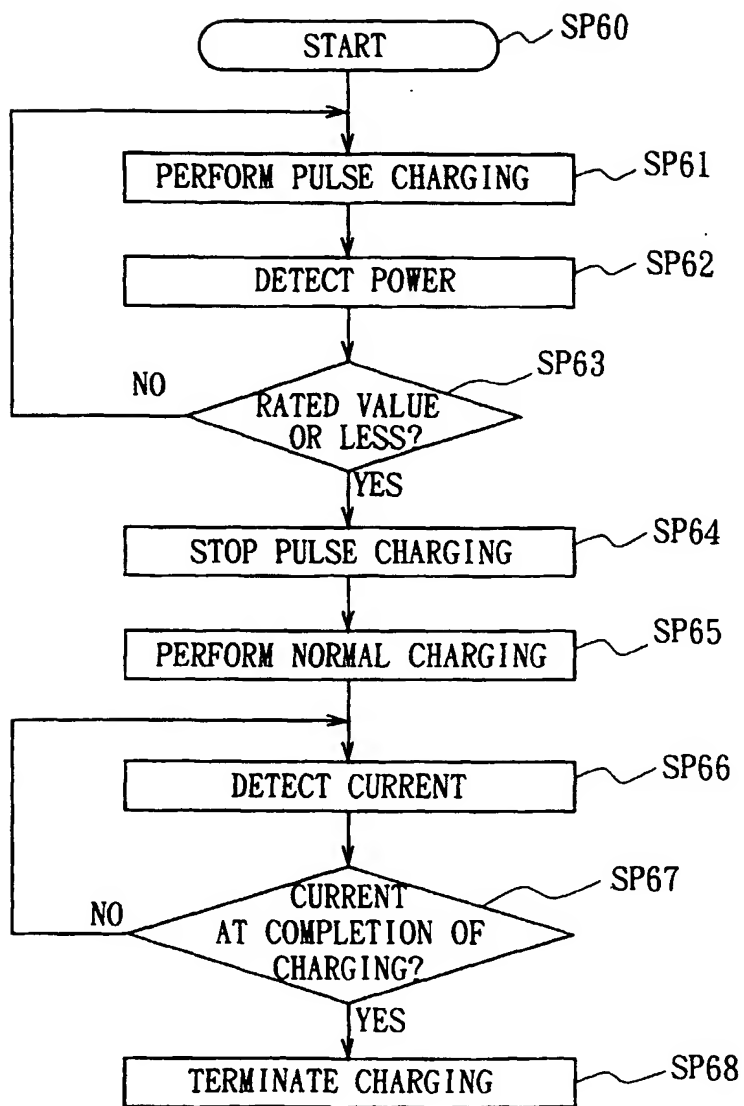 START
SP60
PERFORM PULSE CHARGING
SP61
DETECT POWER
SP62
SP63
NO
RATED VALUE
OR LESS?
YES
STOP PULSE CHARGING
SP64
PERFORM NORMAL CHARGING
SP65
DETECT CURRENT
SP66
SP67
NO
CURRENT
AT COMPLETION OF
CHARGING?
YES
TERMINATE CHARGING
SP68